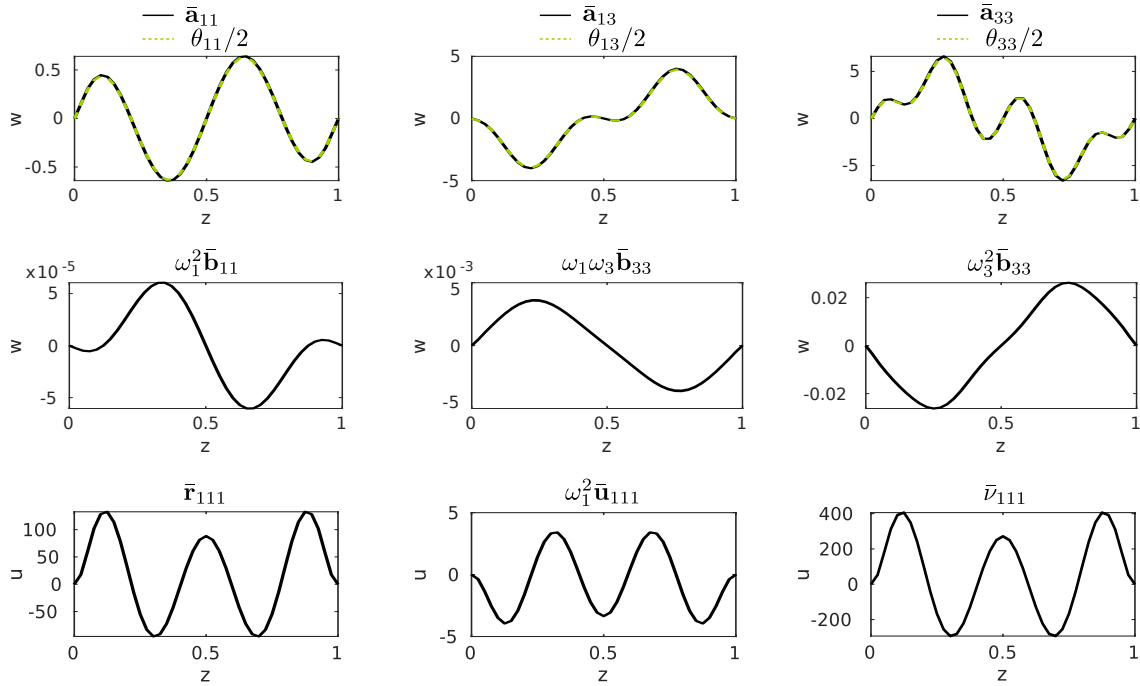 ā₁₁ ā₁₃ ā₃₃
θ₁₁/2 θ₁₃/2 θ₃₃/2
0.5 5 5
w 0 w 0 w 0
-0.5 -5 -5
0 0.5 1 0 0.5 1 0 0.5 1
z z z
ω₁²b̄₁₁ ω₁ω₃b̄₃₃ ω₃²b̄₃₃
x10⁻⁵ x10⁻³
5 5 0.02
w 0 w 0 w 0
-5 -5 -0.02
0 0.5 1 0 0.5 1 0 0.5 1
z z z
r̄₁₁₁ ω₁²ū₁₁₁ ν̄₁₁₁
100 5 400
50 200
u 0 u 0 u 0
-50 -5 -200
0 0.5 1 0 0.5 1 0 0.5 1
z z z